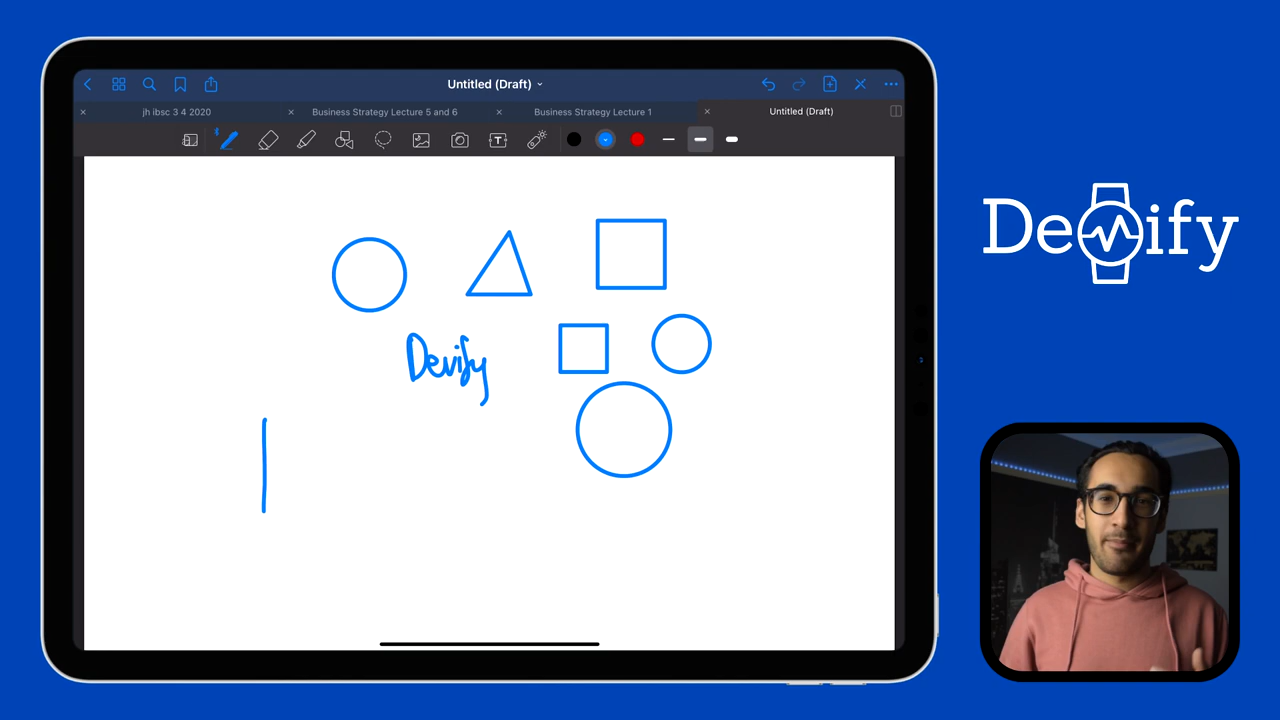 Untitled (Draft)
jh ibsc 3 4 2020
Business Strategy Lecture 5 and 6
Business Strategy Lecture 1
Untitled (Draft)
T
Devify
Devify